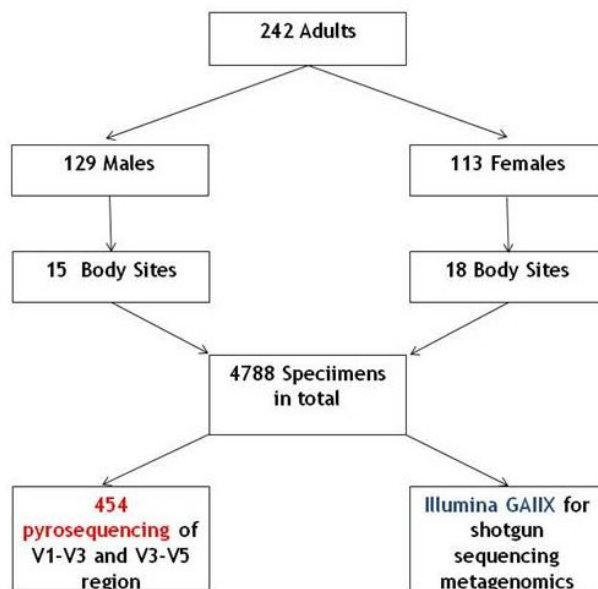 242 Adults
129 Males
113 Females
15 Body Sites
18 Body Sites
4788 Speciimens
in total
454
pyrosequencing of
V1-V3 and V3-V5
region
Illumina GAIIX for
shotgun
sequencing
metagenomics